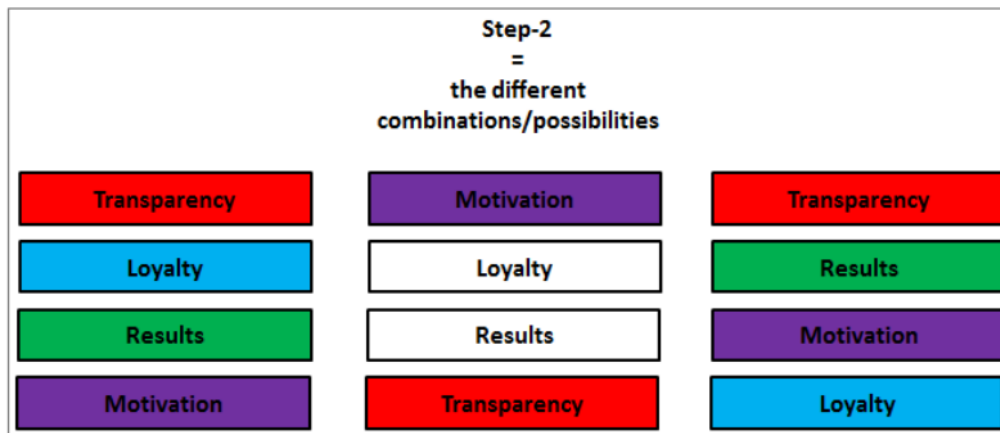 Step-2
=
the different
combinations/possibilities
Transparency Motivation Transparency
Loyalty Loyalty Results
Results Results Motivation
Motivation Transparency Loyalty